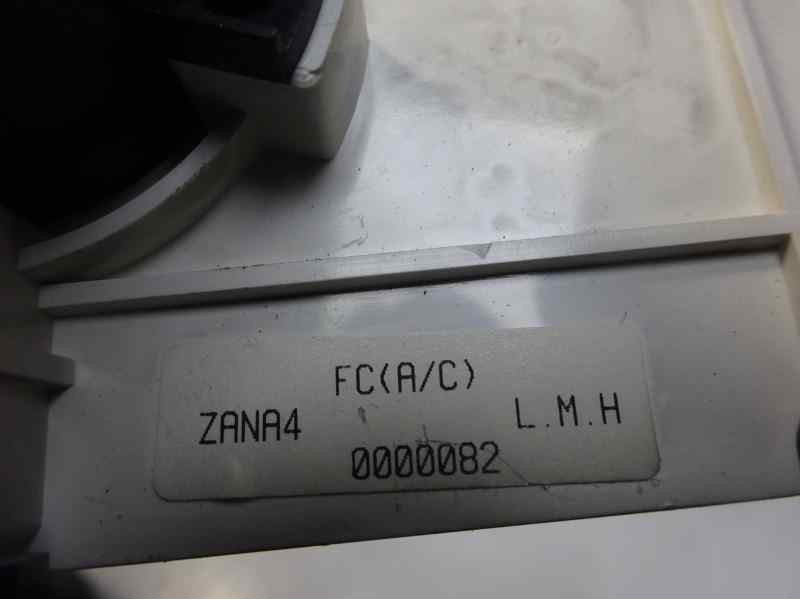 FC(A/C)
ZANA4 L.M.H
0000082